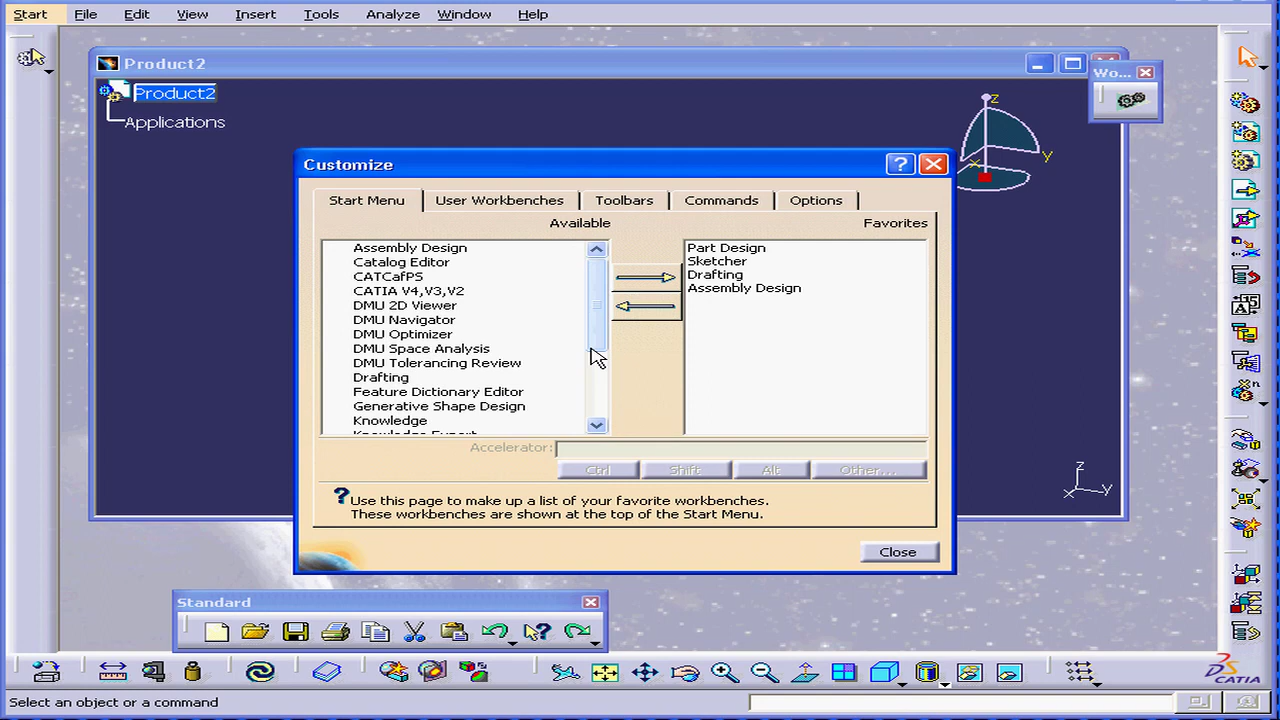 Start File Edit View Insert Tools Analyze Window Help
Product2
Wo...
Product2
Applications
z
y
x
Customize
Start Menu User Workbenches Toolbars Commands Options
Available Favorites
Assembly Design
Catalog Editor
CATCafPS
CATIA V4,V3,V2
DMU 2D Viewer
DMU Navigator
DMU Optimizer
DMU Space Analysis
DMU Tolerancing Review
Drafting
Feature Dictionary Editor
Generative Shape Design
Knowledge
Knowledge Expert
Part Design
Sketcher
Drafting
Assembly Design
Accelerator:
Ctrl Shift Alt Other...
Use this page to make up a list of your favorite workbenches.
These workbenches are shown at the top of the Start Menu.
Close
z
x y
Standard
CATIA
Select an object or a command